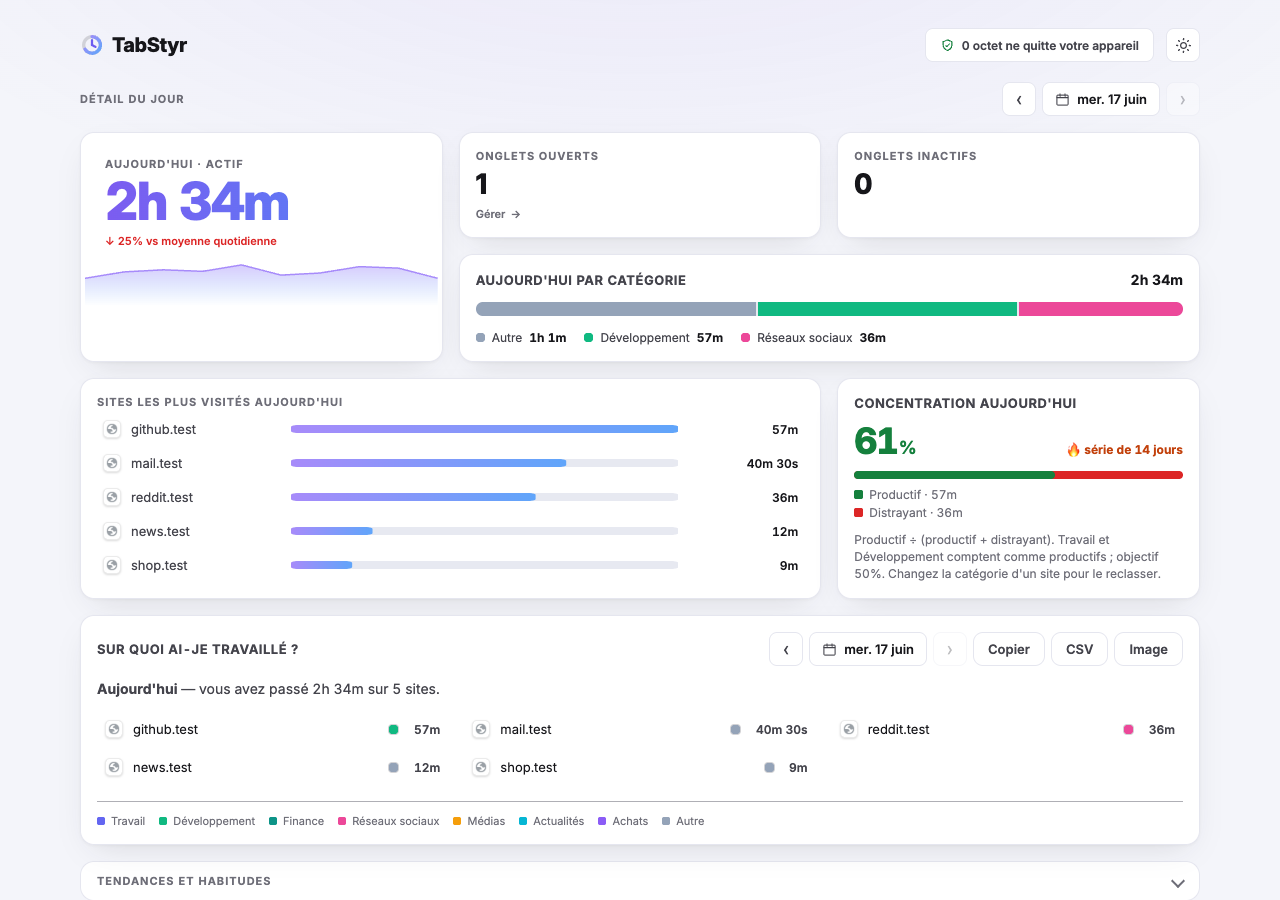 TabStyr
0 octet ne quitte votre appareil
DÉTAIL DU JOUR
mer. 17 juin
AUJOURD'HUI · ACTIF
2h 34m
↓ 25% vs moyenne quotidienne
ONGLETS OUVERTS
1
Gérer →
ONGLETS INACTIFS
0
AUJOURD'HUI PAR CATÉGORIE
2h 34m
Autre 1h 1m
Développement 57m
Réseaux sociaux 36m
SITES LES PLUS VISITÉS AUJOURD'HUI
github.test 57m
mail.test 40m 30s
reddit.test 36m
news.test 12m
shop.test 9m
CONCENTRATION AUJOURD'HUI
61%
🔥 série de 14 jours
Productif · 57m
Distrayant · 36m
Productif ÷ (productif + distrayant). Travail et
Développement comptent comme productifs ; objectif
50%. Changez la catégorie d'un site pour le reclasser.
SUR QUOI AI-JE TRAVAILLÉ ?
mer. 17 juin
Copier
CSV
Image
Aujourd'hui — vous avez passé 2h 34m sur 5 sites.
github.test 57m
mail.test 40m 30s
reddit.test 36m
news.test 12m
shop.test 9m
Travail
Développement
Finance
Réseaux sociaux
Médias
Actualités
Achats
Autre
TENDANCES ET HABITUDES